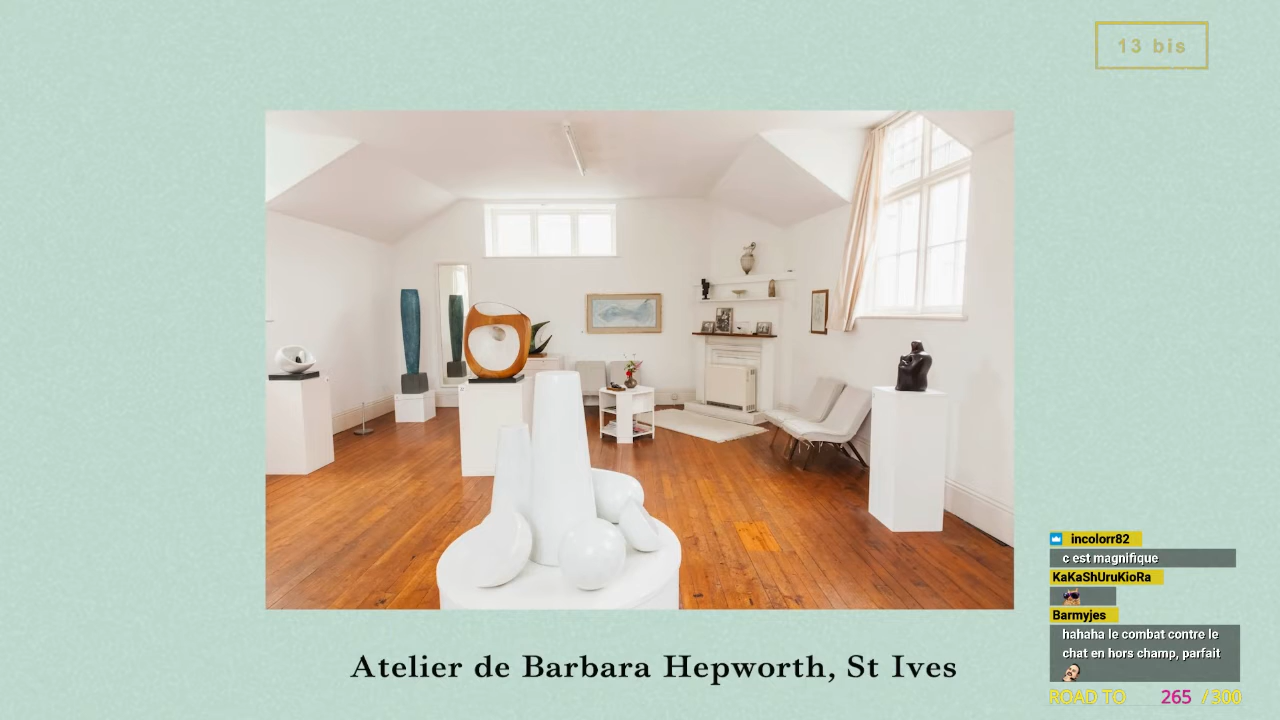 13 bis
Atelier de Barbara Hepworth, St Ives
incolorr82
c est magnifique
KaKaShUruKioRa
Barmyjes
hahaha le combat contre le
chat en hors champ, parfait
ROAD TO 265 / 300